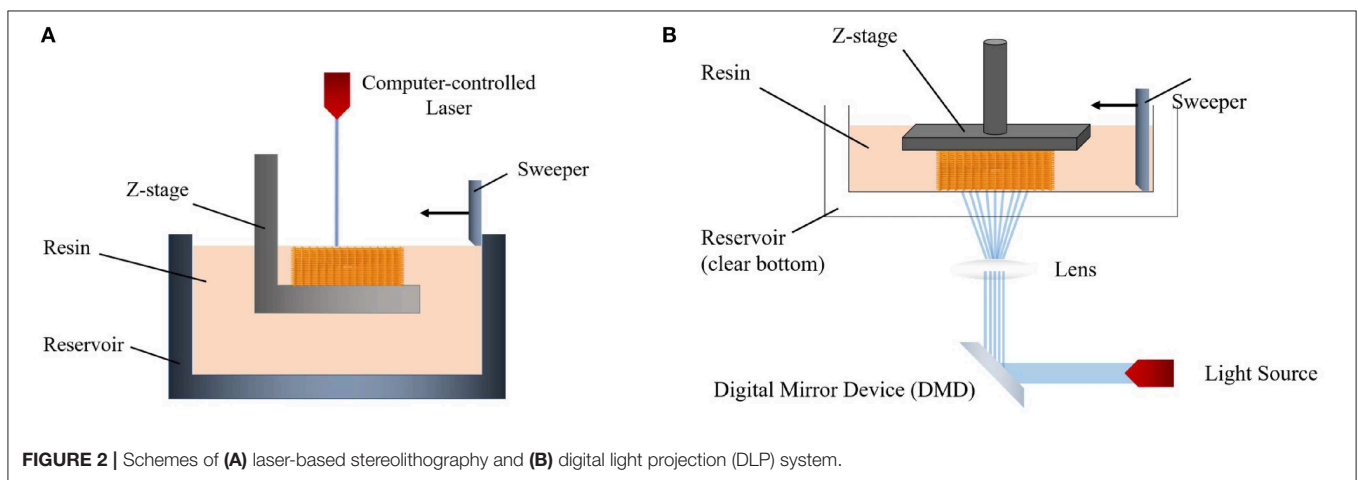 A
Computer-controlled
Laser
Sweeper
Z-stage
Resin
Reservoir
B
Z-stage
Resin
Sweeper
Reservoir
(clear bottom)
Lens
Digital Mirror Device (DMD)
Light Source
FIGURE 2 | Schemes of (A) laser-based stereolithography and (B) digital light projection (DLP) system.